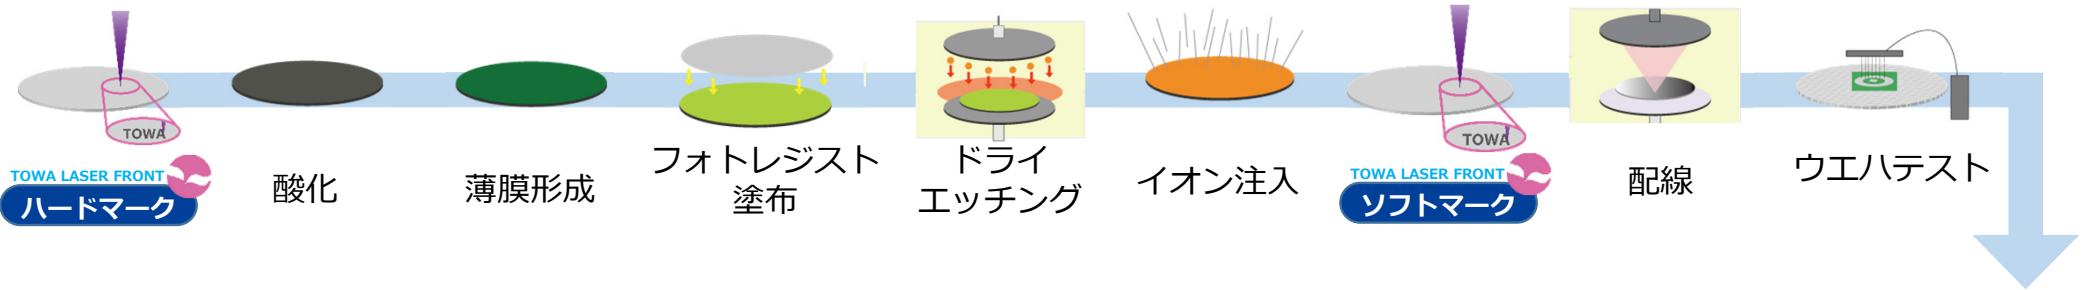 TOWA
TOWA LASER FRONT
ハードマーク
酸化
薄膜形成
フォトレジスト
塗布
ドライ
エッチング
イオン注入
TOWA
TOWA LASER FRONT
ソフトマーク
配線
ウエハテスト